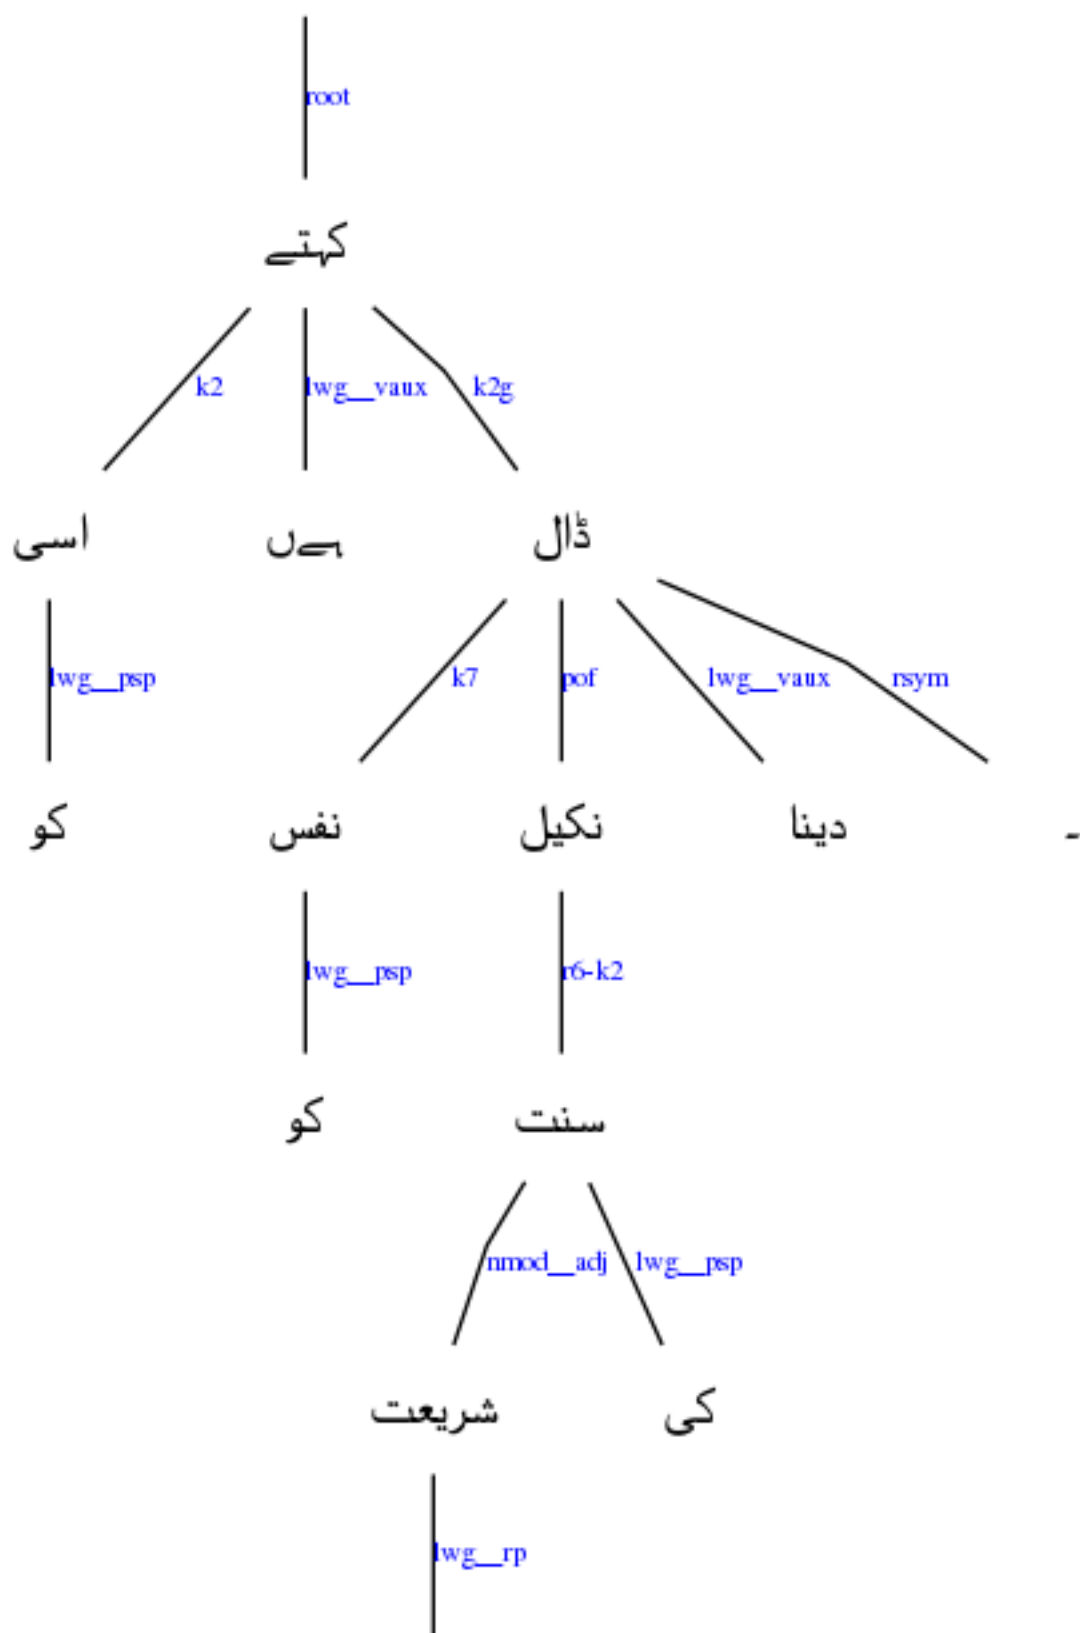 root
کہتے
k2 lwg__vaux k2g
اسی ہےں ڈال
lwg__psp k7 pof lwg__vaux rsym
کو نفس نکیل دینا ۔
lwg__psp r6-k2
کو سنت
nmod__adj lwg__psp
شریعت کی
lwg__rp